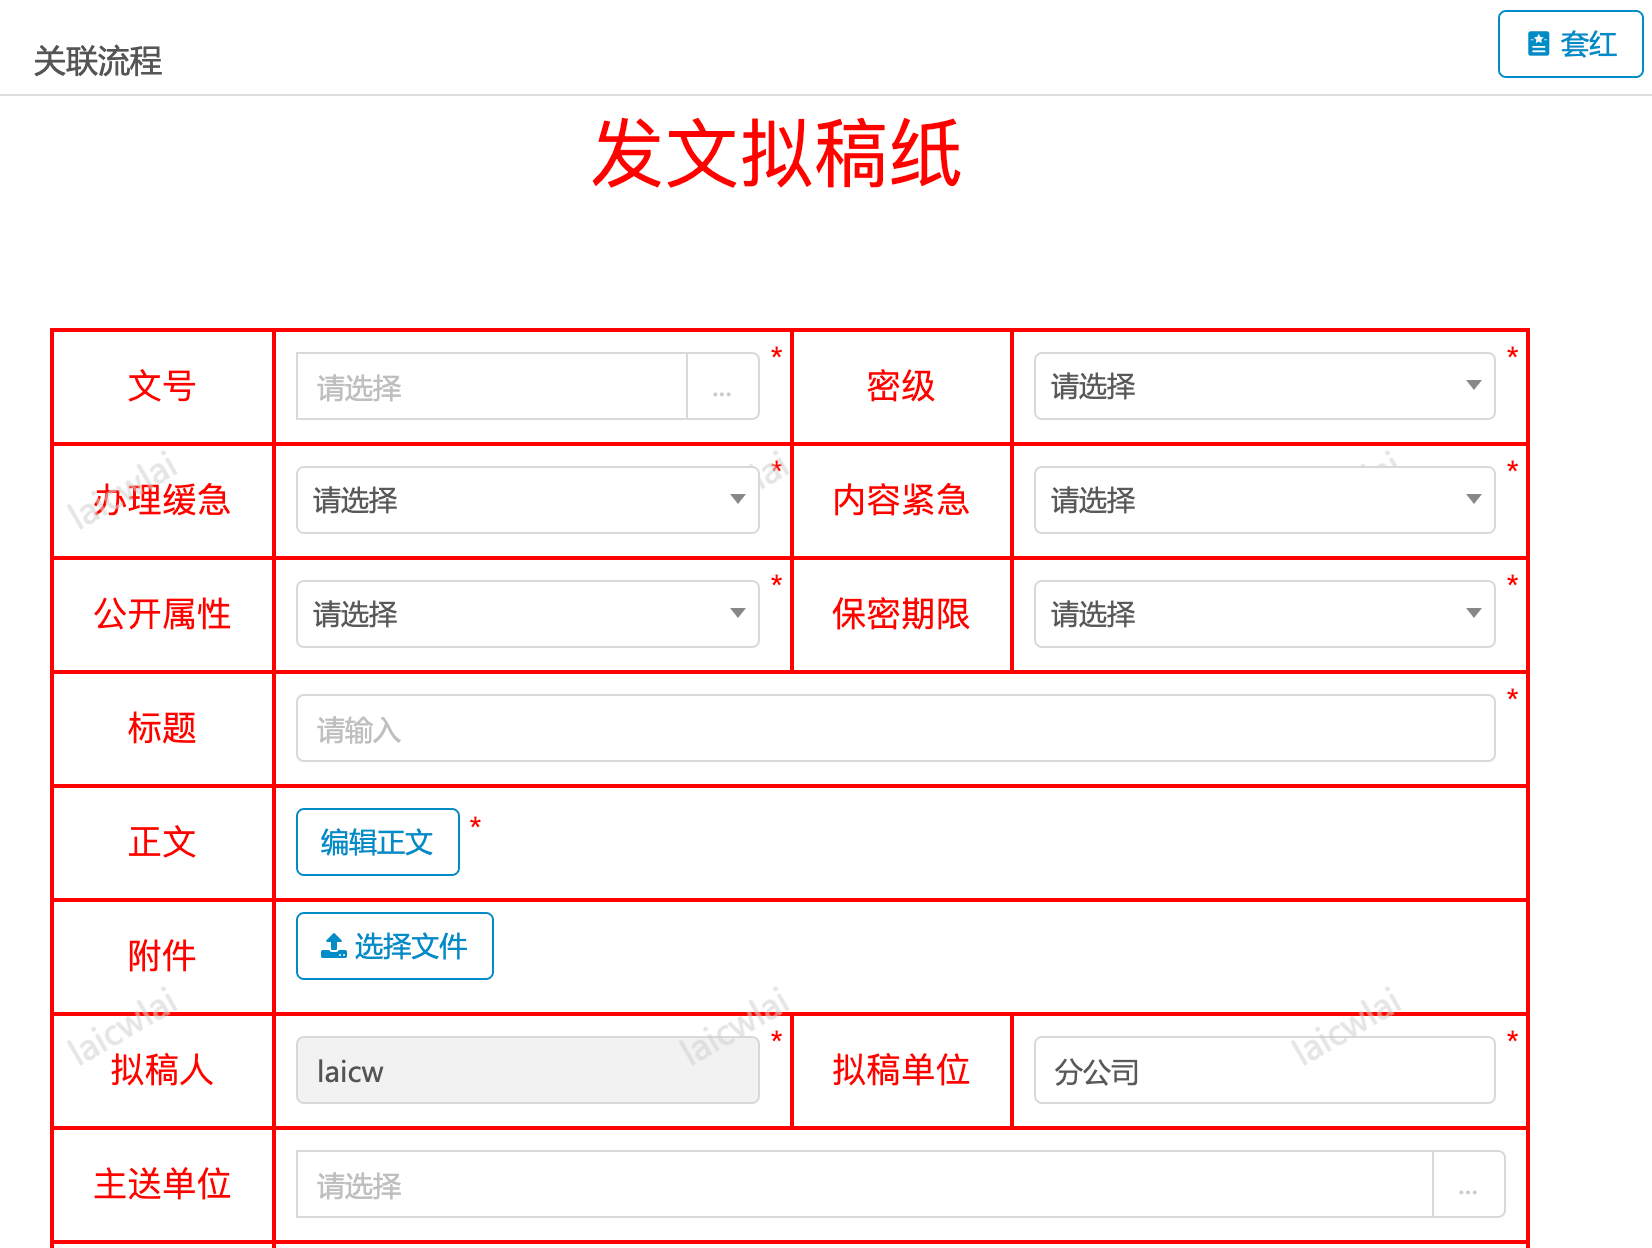 关联流程
套红
发文拟稿纸
文号 请选择 ... * 密级 请选择 *
办理缓急 请选择 * 内容紧急 请选择 *
公开属性 请选择 * 保密期限 请选择 *
标题 请输入 *
正文 编辑正文 *
附件 选择文件
拟稿人 laicw * 拟稿单位 分公司 *
主送单位 请选择 ...
laicwlai
lai
laicwlai
laicwlai
laicwlai